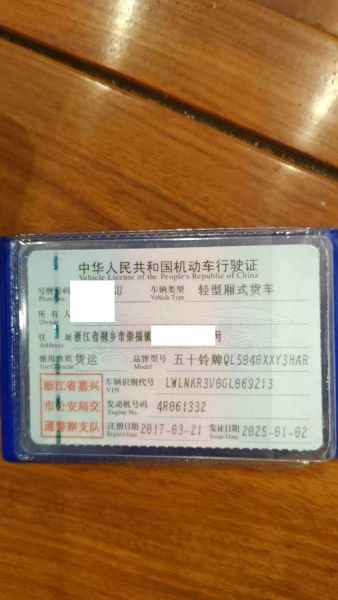 中华人民共和国机动车行驶证
Vehicle License of the People's Republic of China
号牌号码 车辆类型 轻型厢式货车
Plate No. Vehicle Type
所有人
Owner
住址 浙江省桐乡市崇福镇 号
Address
使用性质 货运 品牌型号 五十铃牌QL5040XXY3HAR
Use Character Model
浙江省嘉兴市公安局交通警察支队
车辆识别代号 LWLNKR3V0GL069213
VIN
发动机号码 4R061332
Engine No.
注册日期 2017-03-21 发证日期 2025-01-02
Register Date Issue Date